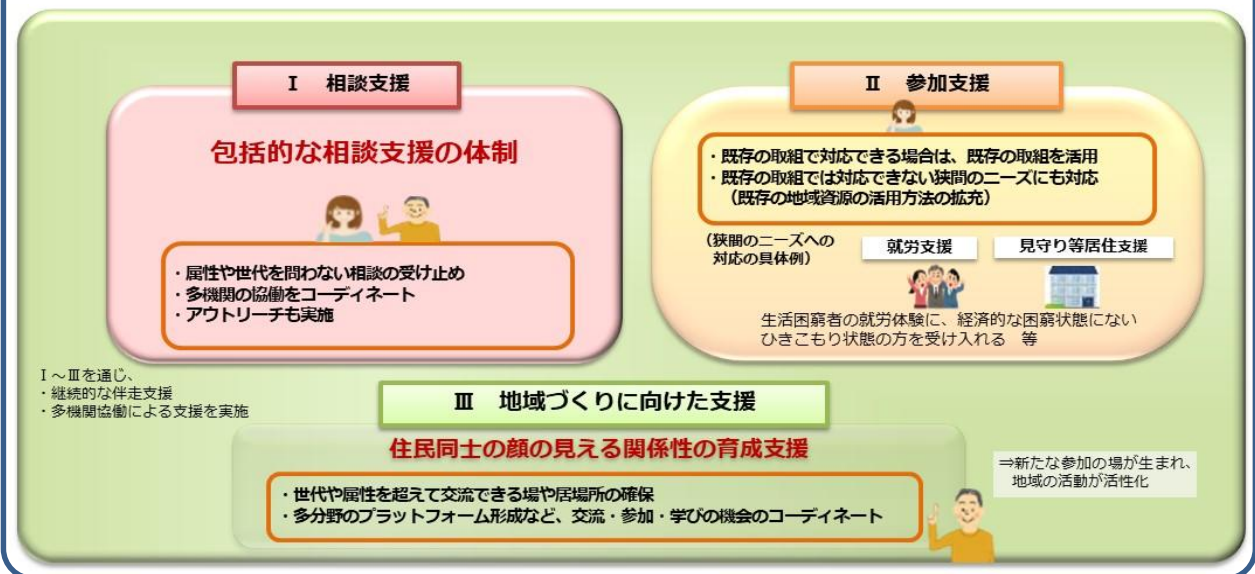 Ⅰ　相談支援
包括的な相談支援の体制
・属性や世代を問わない相談の受け止め
・多機関の協働をコーディネート
・アウトリーチも実施
Ⅱ　参加支援
・既存の取組で対応できる場合は、既存の取組を活用
・既存の取組では対応できない狭間のニーズにも対応
（既存の地域資源の活用方法の拡充）
（狭間のニーズへの
対応の具体例）
就労支援
見守り等居住支援
生活困窮者の就労体験に、経済的な困窮状態にない
ひきこもり状態の方を受け入れる　等
Ⅰ～Ⅲを通じ、
・継続的な伴走支援
・多機関協働による支援を実施
Ⅲ　地域づくりに向けた支援
住民同士の顔の見える関係性の育成支援
・世代や属性を超えて交流できる場や居場所の確保
・多分野のプラットフォーム形成など、交流・参加・学びの機会のコーディネート
⇒新たな参加の場が生まれ、
地域の活動が活性化